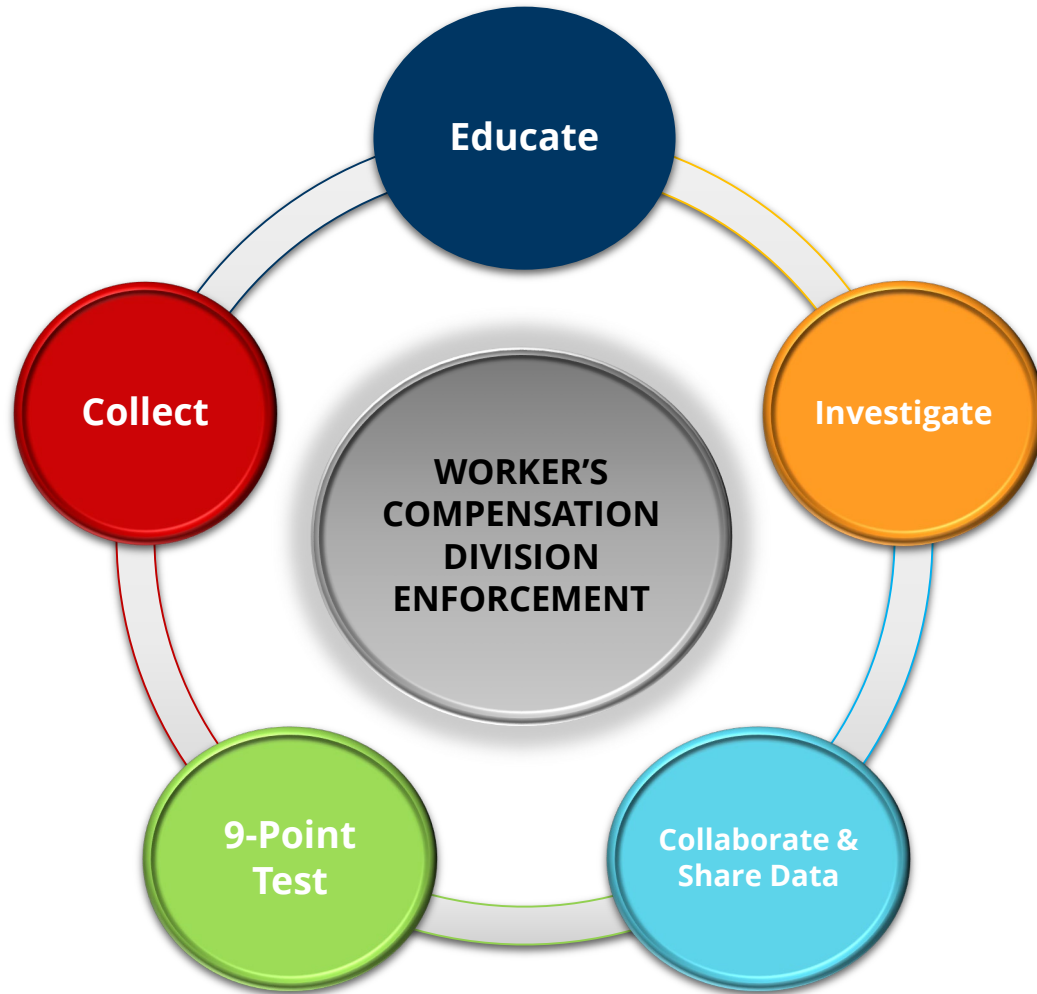 Educate
Investigate
Collaborate &
Share Data
9-Point
Test
Collect
WORKER’S
COMPENSATION
DIVISION
ENFORCEMENT